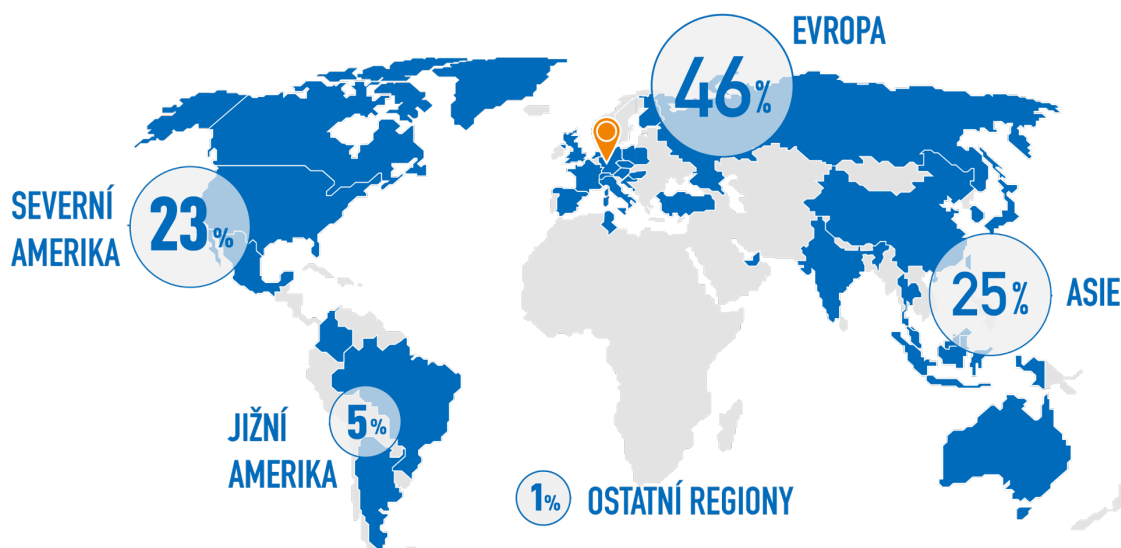 EVROPA
46%
SEVERNÍ
AMERIKA
23%
25%
ASIE
JIŽNÍ
AMERIKA
5%
1%
OSTATNÍ REGIONY